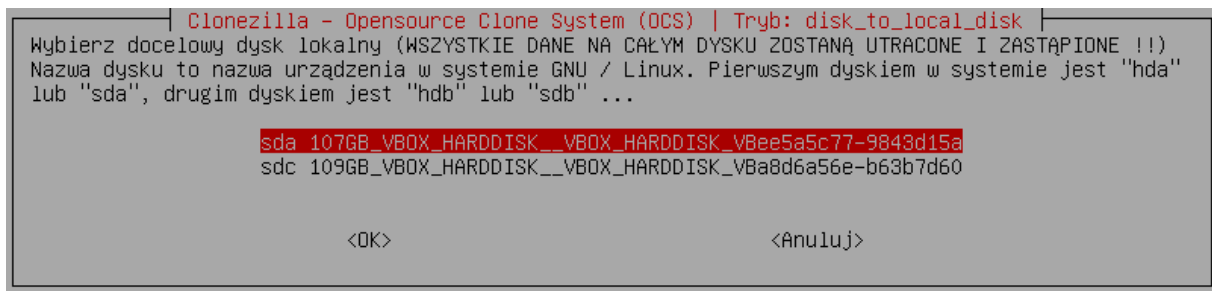 Clonezilla - Opensource Clone System (OCS) | Tryb: disk_to_local_disk
Wybierz docelowy dysk lokalny (WSZYSTKIE DANE NA CAŁYM DYSKU ZOSTANĄ UTRACONE I ZASTĄPIONE !!)
Nazwa dysku to nazwa urządzenia w systemie GNU / Linux. Pierwszym dyskiem w systemie jest "hda"
lub "sda", drugim dyskiem jest "hdb" lub "sdb" ...
sda 107GB_VBOX_HARDDISK__VBOX_HARDDISK_VBee5a5c77-9843d15a
sdc 109GB_VBOX_HARDDISK__VBOX_HARDDISK_VBa8d6a56e-b63b7d60
<OK> <Anuluj>